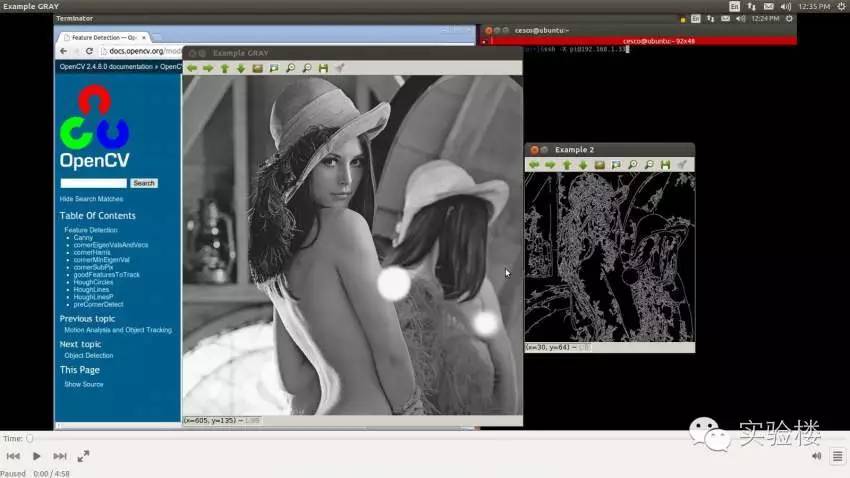 Example GRAY
En
12:35 PM
Terminator
En
12:24 PM
Feature Detection — Op
docs.opencv.org/mod
OpenCV 2.4.8.0 documentation »
OpenCV
Search
Hide Search Matches
Table Of Contents
Feature Detection
Canny
cornerEigenValsAndVecs
cornerHarris
cornerMinEigenVal
cornerSubPix
goodFeaturesToTrack
HoughCircles
HoughLines
HoughLinesP
preCornerDetect
Previous topic
Motion Analysis and Object Tracking
Next topic
Object Detection
This Page
Show Source
Example GRAY
(x=605, y=135) ~
cesco@ubuntu: ~
cesco@ubuntu: ~ 92x48
ssh -X pi@192.168.1.33
Example 2
(x=30, y=64) ~
实验楼
Time:
Paused 0:00 / 4:58